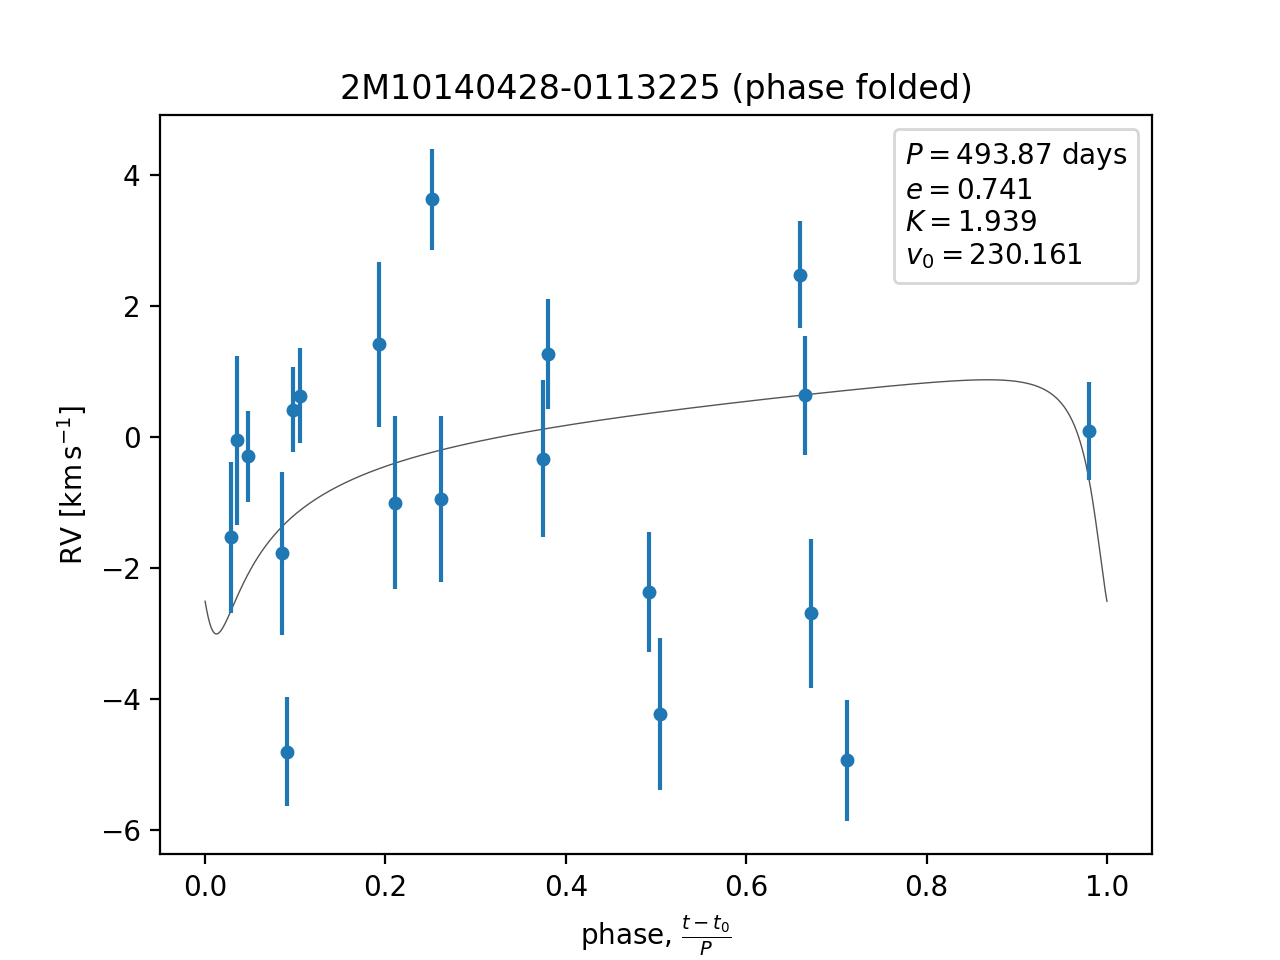 2M10140428-0113225 (phase folded)
P = 493.87 days
e = 0.741
K = 1.939
v₀ = 230.161
RV [km s⁻¹]
4
2
0
−2
−4
−6
0.0 0.2 0.4 0.6 0.8 1.0
phase, (t − t₀)/P